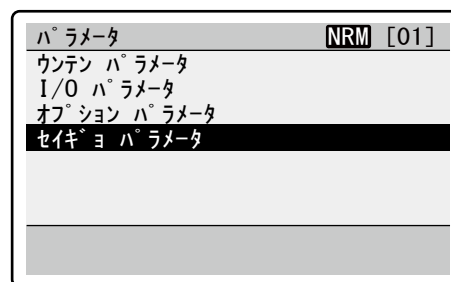 パラメータ NRM [01]
ウンテン パラメータ
I/O パラメータ
オプション パラメータ
セイギョ パラメータ